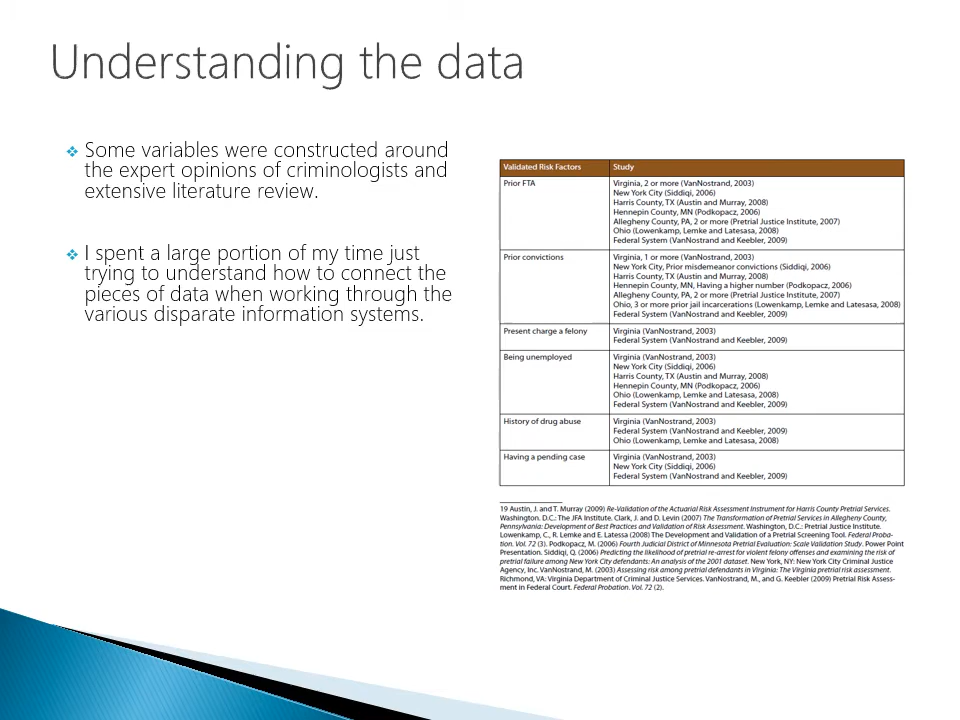 Understanding the data
❖ Some variables were constructed around
the expert opinions of criminologists and
extensive literature review.
❖ I spent a large portion of my time just
trying to understand how to connect the
pieces of data when working through the
various disparate information systems.
Validated Risk Factors Study
Prior FTA Virginia, 2 or more (VanNostrand, 2003)
New York City (Siddiqi, 2006)
Harris County, TX (Austin and Murray, 2008)
Hennepin County, MN (Podkopacz, 2006)
Allegheny County, PA, 2 or more (Pretrial Justice Institute, 2007)
Ohio (Lowenkamp, Lemke and Latesasa, 2008)
Federal System (VanNostrand and Keebler, 2009)
Prior convictions Virginia, 1 or more (VanNostrand, 2003)
New York City, Prior misdemeanor convictions (Siddiqi, 2006)
Harris County, TX (Austin and Murray, 2008)
Hennepin County, MN, Having a higher number (Podkopacz, 2006)
Allegheny County, PA, 2 or more (Pretrial Justice Institute, 2007)
Ohio, 3 or more prior jail incarcerations (Lowenkamp, Lemke and Latesasa, 2008)
Federal System (VanNostrand and Keebler, 2009)
Present charge a felony Virginia (VanNostrand, 2003)
Federal System (VanNostrand and Keebler, 2009)
Being unemployed Virginia (VanNostrand, 2003)
New York City (Siddiqi, 2006)
Harris County, TX (Austin and Murray, 2008)
Hennepin County, MN (Podkopacz, 2006)
Ohio (Lowenkamp, Lemke and Latesasa, 2008)
Federal System (VanNostrand and Keebler, 2009)
History of drug abuse Virginia (VanNostrand, 2003)
Federal System (VanNostrand and Keebler, 2009)
Ohio (Lowenkamp, Lemke and Latesasa, 2008)
Having a pending case Virginia (VanNostrand, 2003)
New York City (Siddiqi, 2006)
Federal System (VanNostrand and Keebler, 2009)
19 Austin, J. and T. Murray (2009) Re-Validation of the Actuarial Risk Assessment Instrument for Harris County Pretrial Services.
Washington. D.C.: The JFA Institute. Clark, J. and D. Levin (2007) The Transformation of Pretrial Services in Allegheny County,
Pennsylvania: Development of Best Practices and Validation of Risk Assessment. Washington, D.C.: Pretrial Justice Institute.
Lowenkamp, C., R. Lemke and E. Latessa (2008) The Development and Validation of a Pretrial Screening Tool. Federal Proba-
tion. Vol. 72 (3). Podkopacz, M. (2006) Fourth Judicial District of Minnesota Pretrial Evaluation: Scale Validation Study. Power Point
Presentation. Siddiqi, Q. (2006) Predicting the likelihood of pretrial re-arrest for violent felony offenses and examining the risk of
pretrial failure among New York City defendants: An analysis of the 2001 dataset. New York, NY: New York City Criminal Justice
Agency, Inc. VanNostrand, M. (2003) Assessing risk among pretrial defendants in Virginia: The Virginia pretrial risk assessment.
Richmond, VA: Virginia Department of Criminal Justice Services. VanNostrand, M., and G. Keebler (2009) Pretrial Risk Assess-
ment in Federal Court. Federal Probation. Vol. 72 (2).